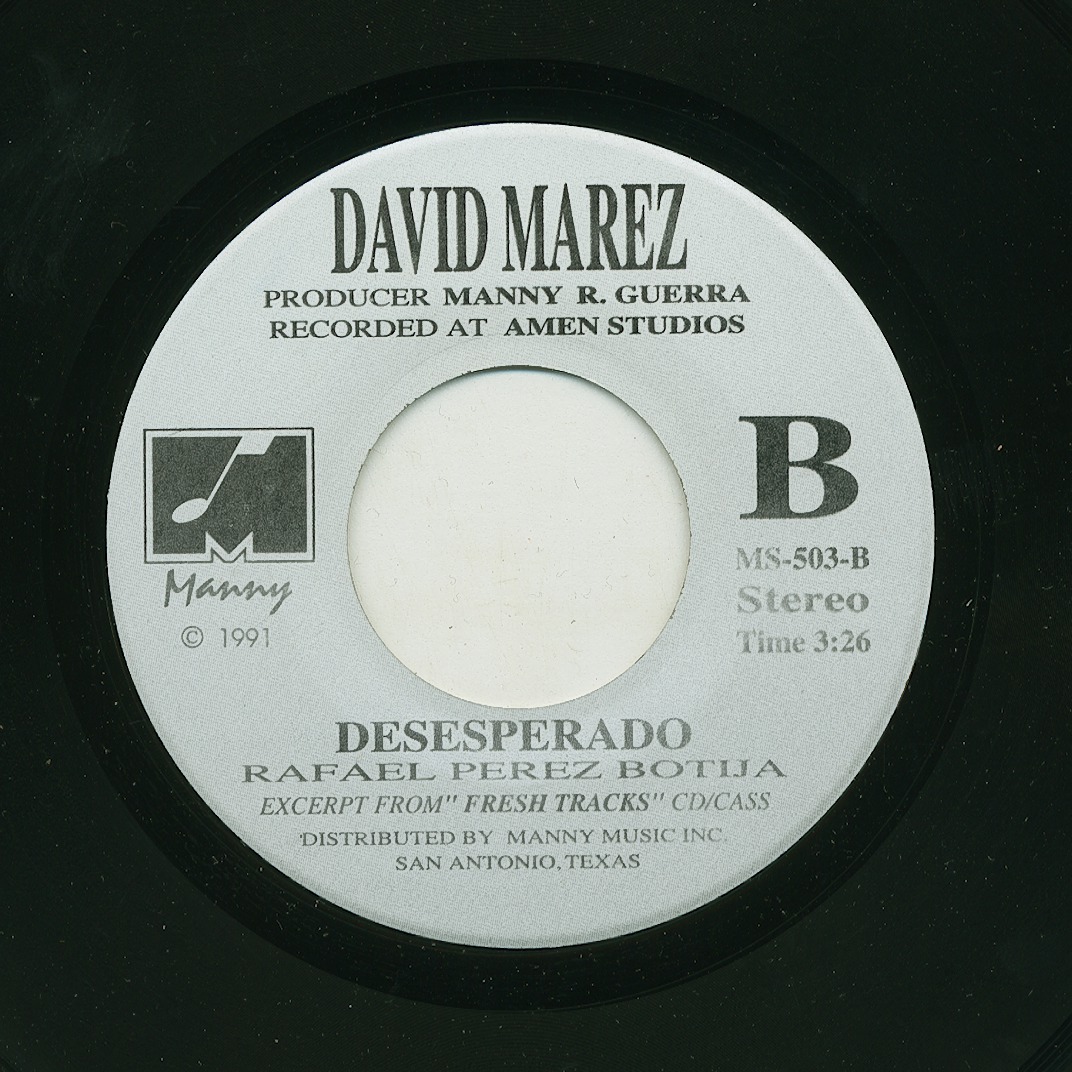 DAVID MAREZ
PRODUCER MANNY R. GUERRA
RECORDED AT AMEN STUDIOS
Manny
© 1991
B
MS-503-B
Stereo
Time 3:26
DESESPERADO
RAFAEL PEREZ BOTIJA
EXCERPT FROM" FRESH TRACKS" CD/CASS
DISTRIBUTED BY MANNY MUSIC INC.
SAN ANTONIO, TEXAS